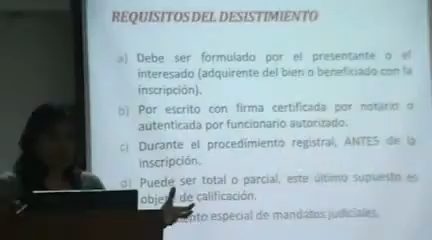 REQUISITOS DEL DESISTIMIENTO
a) Debe ser formulado por el presentante o el
interesado (adquirente del bien o beneficiado con la
inscripción).
b) Por escrito con firma certificada por notario o
autenticada por funcionario autorizado.
c) Durante el procedimiento registral, ANTES de la
inscripción.
d) Puede ser total o parcial, este último supuesto es
objeto de calificación.
especial de mandatos judiciales.